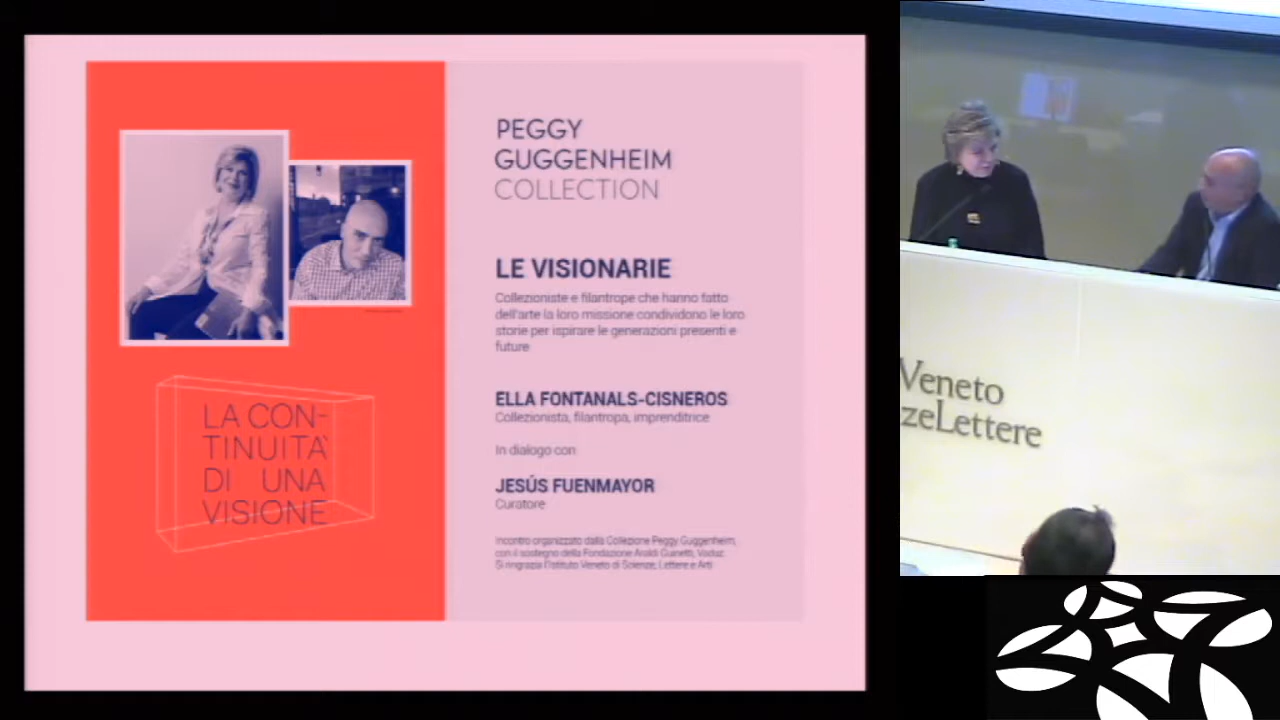 PEGGY
GUGGENHEIM
COLLECTION
LE VISIONARIE
Collezioniste e filantrope che hanno fatto
dell'arte la loro missione condividono le loro
storie per ispirare le generazioni presenti e
future
ELLA FONTANALS-CISNEROS
Collezionista, filantropa, imprenditrice
In dialogo con
JESÚS FUENMAYOR
Curatore
Incontro organizzato dalla Collezione Peggy Guggenheim,
con il sostegno della Fondazione Araldi Guinetti, Vaduz.
Si ringrazia l'Istituto Veneto di Scienze, Lettere e Arti
LA CON-
TINUITÀ
DI UNA
VISIONE
Veneto
zeLettere